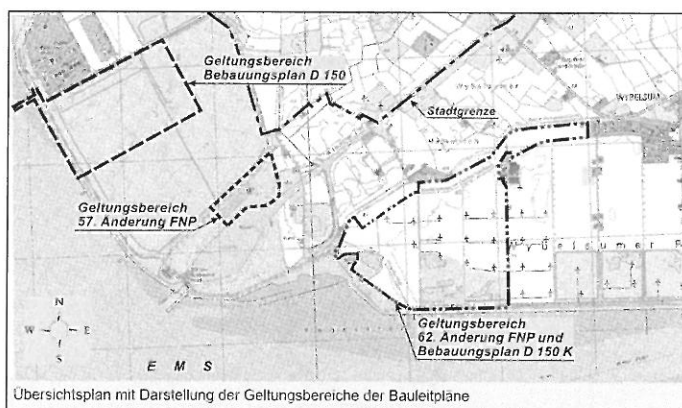 Geltungsbereich
Bebauungsplan D 150
Stadtgrenze
WYBELSUM
Geltungsbereich
57. Änderung FNP
N
W E
S
E M S
Geltungsbereich
62. Änderung FNP und
Bebauungsplan D 150 K
Übersichtsplan mit Darstellung der Geltungsbereiche der Bauleitpläne